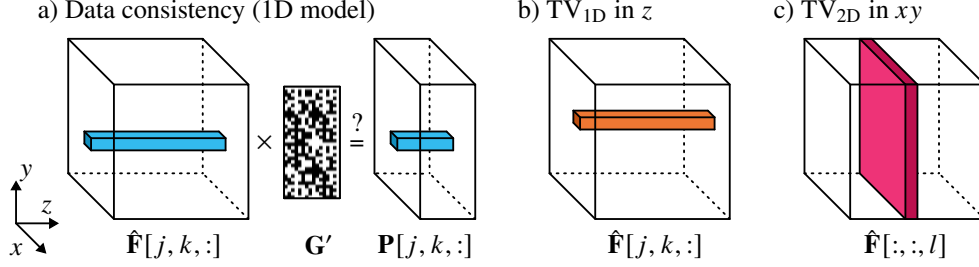 a) Data consistency (1D model)
b) TV₁D in z
c) TV₂D in xy
× ?
=
y
z
x
F̂[j, k, :]
G′
P[j, k, :]
F̂[j, k, :]
F̂[:, :, l]